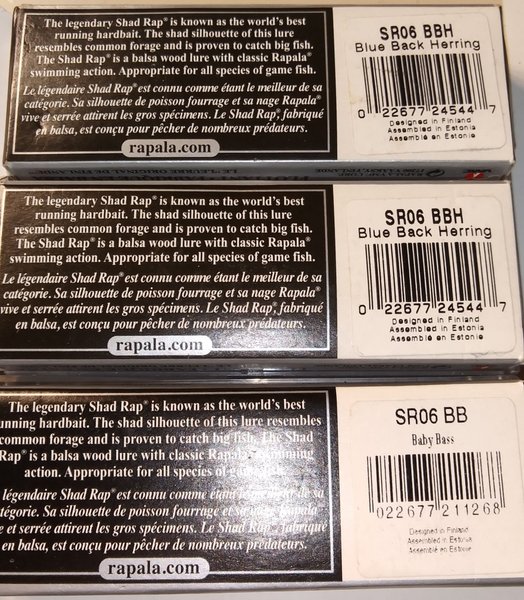 The legendary Shad Rap® is known as the world's best
running hardbait. The shad silhouette of this lure
resembles common forage and is proven to catch big fish.
The Shad Rap® is a balsa wood lure with classic Rapala®
swimming action. Appropriate for all species of game fish.
Le légendaire Shad Rap® est connu comme étant le meilleur de sa
catégorie. Sa silhouette de poisson fourrage et sa nage Rapala®
vive et serrée attirent les gros spécimens. Le Shad Rap®, fabriqué
en balsa, est conçu pour pêcher de nombreux prédateurs.
rapala.com
SR06 BBH
Blue Back Herring
0 22677 24544 7
Designed in Finland
Assembled in Estonia
Assemblé en Estonie
The legendary Shad Rap® is known as the world's best
running hardbait. The shad silhouette of this lure
resembles common forage and is proven to catch big fish.
The Shad Rap® is a balsa wood lure with classic Rapala®
swimming action. Appropriate for all species of game fish.
Le légendaire Shad Rap® est connu comme étant le meilleur de sa
catégorie. Sa silhouette de poisson fourrage et sa nage Rapala®
vive et serrée attirent les gros spécimens. Le Shad Rap®, fabriqué
en balsa, est conçu pour pêcher de nombreux prédateurs.
rapala.com
SR06 BBH
Blue Back Herring
0 22677 24544 7
Designed in Finland
Assembled in Estonia
Assemblé en Estonie
The legendary Shad Rap® is known as the world's best
running hardbait. The shad silhouette of this lure resembles
common forage and is proven to catch big fish. The Shad
Rap® is a balsa wood lure with classic Rapala® swimming
action. Appropriate for all species of game fish.
légendaire Shad Rap® est connu comme étant le meilleur de sa
catégorie. Sa silhouette de poisson fourrage et sa nage Rapala®
et serrée attirent les gros spécimens. Le Shad Rap®, fabriqué
en balsa, est conçu pour pêcher de nombreux prédateurs.
rapala.com
SR06 BB
Baby Bass
022677211268
Designed in Finland
Assembled in Estonia
Assemblé en Estonie